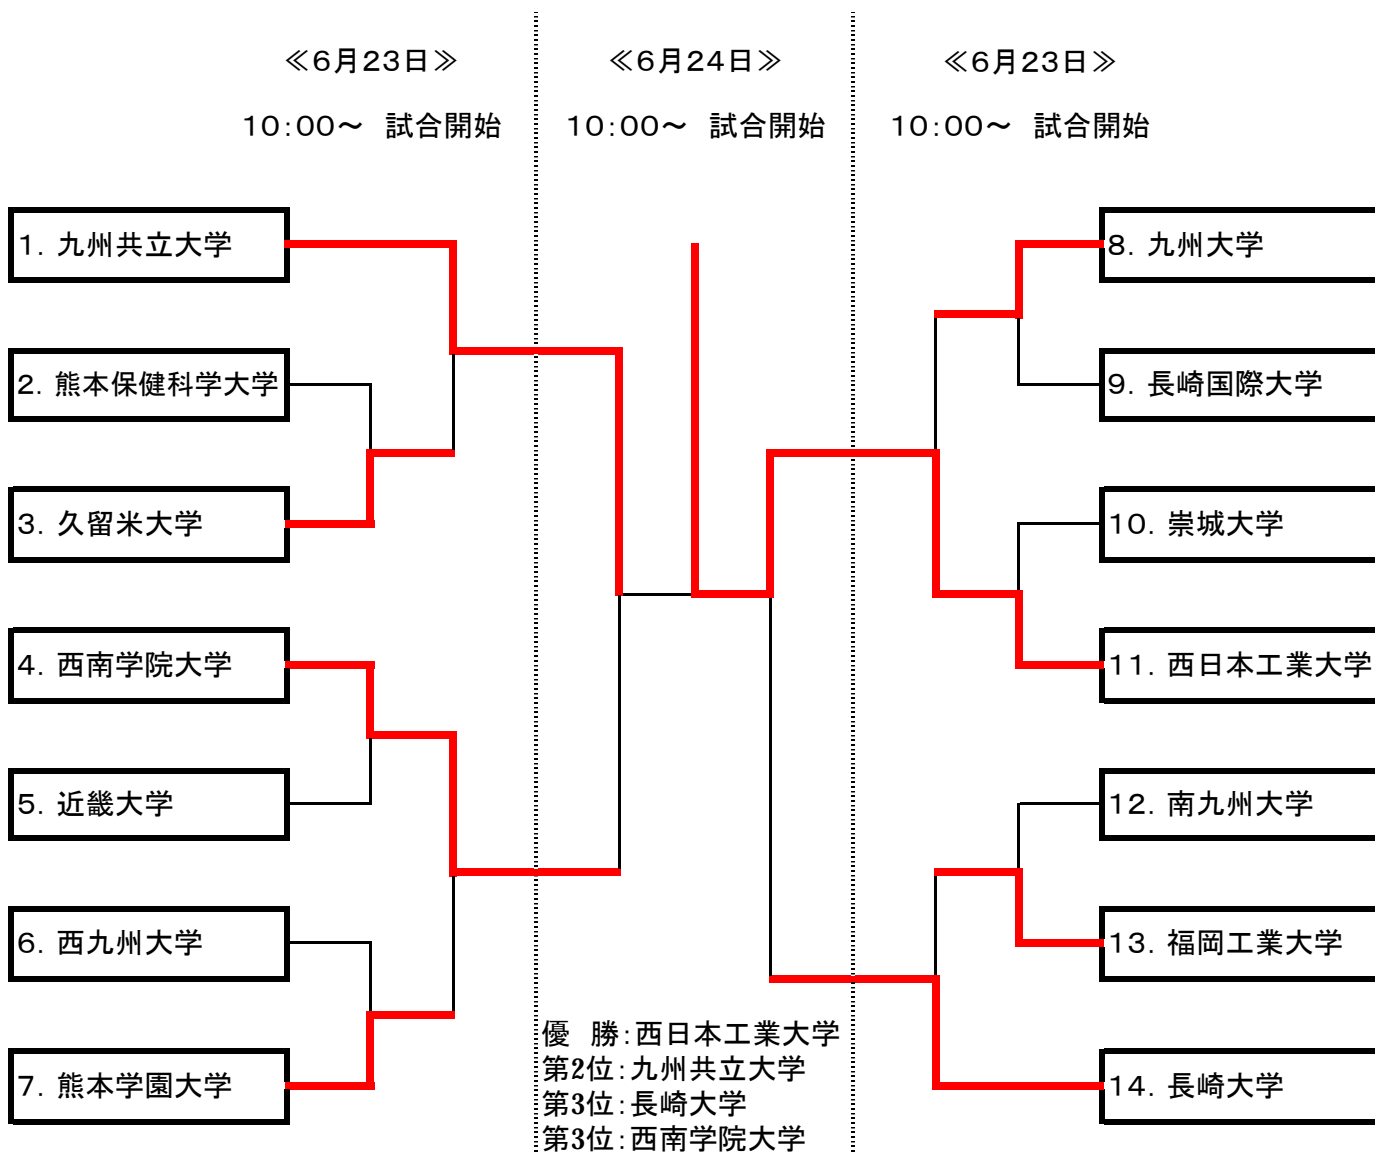 ≪6月23日≫
10:00～ 試合開始
≪6月24日≫
10:00～ 試合開始
≪6月23日≫
10:00～ 試合開始
1. 九州共立大学
2. 熊本保健科学大学
3. 久留米大学
4. 西南学院大学
5. 近畿大学
6. 西九州大学
7. 熊本学園大学
8. 九州大学
9. 長崎国際大学
10. 崇城大学
11. 西日本工業大学
12. 南九州大学
13. 福岡工業大学
14. 長崎大学
優　勝:西日本工業大学
第2位:九州共立大学
第3位:長崎大学
第3位:西南学院大学